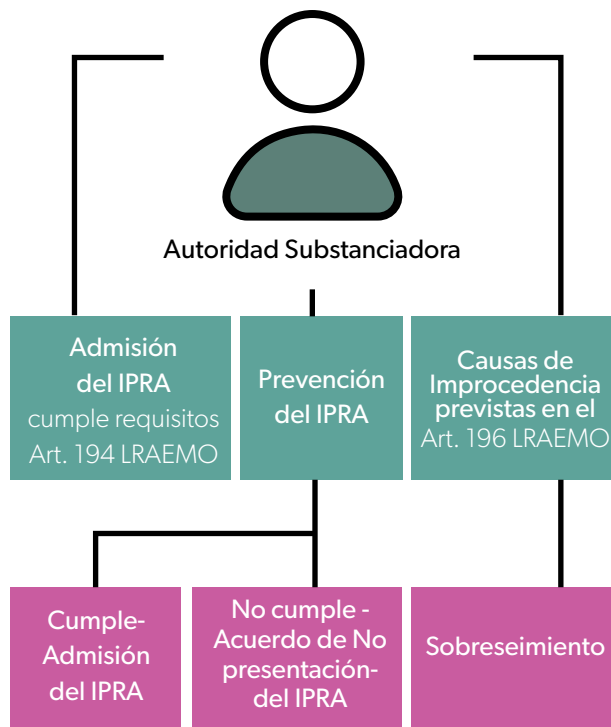 Autoridad Substanciadora
Admisión
del IPRA
cumple requisitos
Art. 194 LRAEMO
Prevención
del IPRA
Causas de
Improcedencia
previstas en el
Art. 196 LRAEMO
Cumple-
Admisión
del IPRA
No cumple -
Acuerdo de No
presentación-
del IPRA
Sobreseimiento